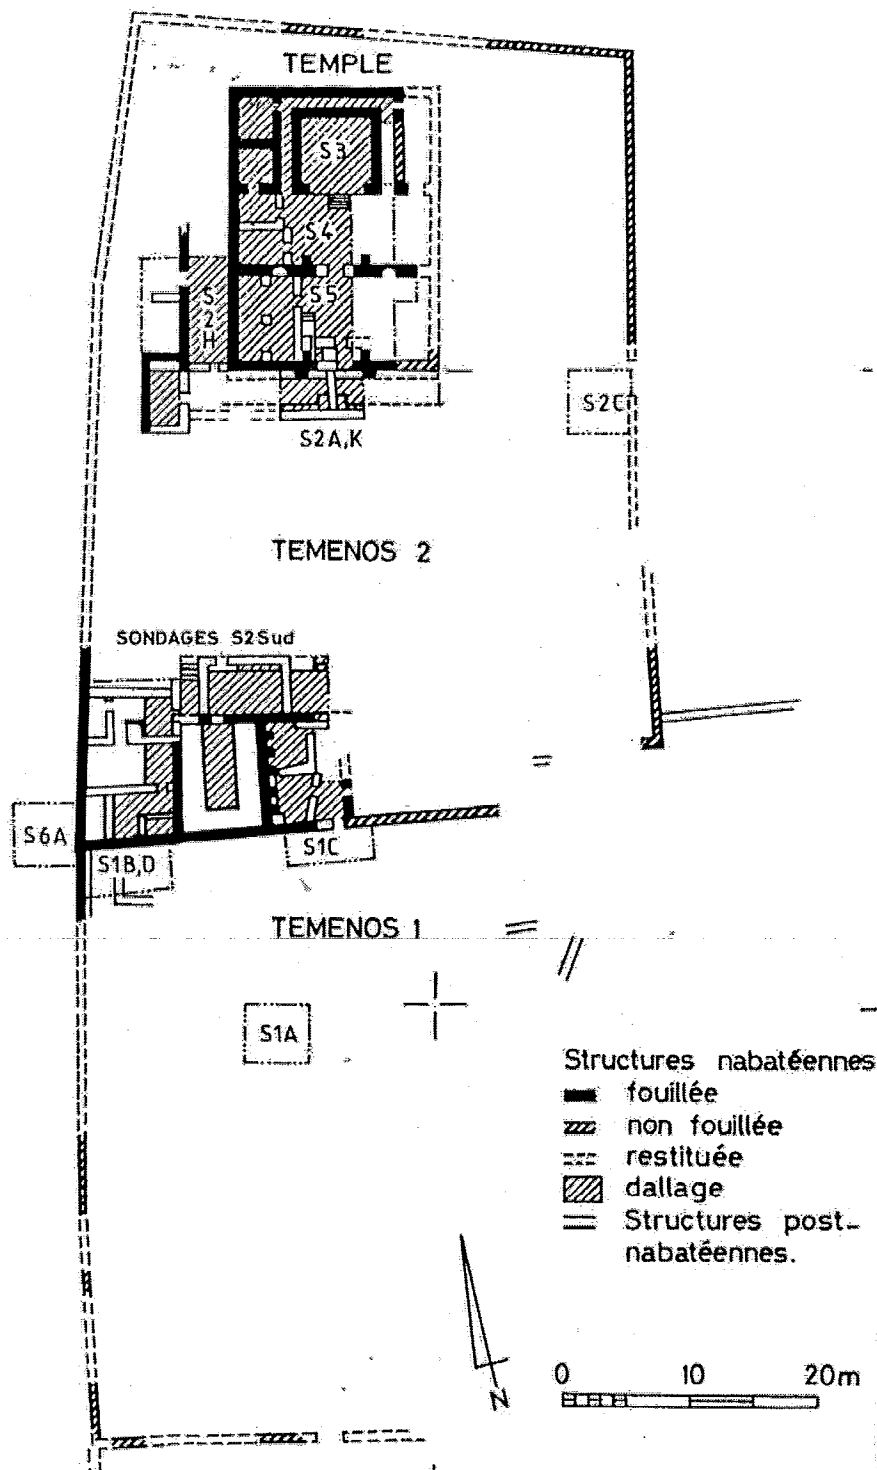 TEMPLE
S3
S4
S5
S2H
S2C
S2A,K
TEMENOS 2
SONDAGES S2Sud
S6A
S1B,D
S1C
TEMENOS 1
S1A
Structures nabatéennes
fouillée
non fouillée
restituée
dallage
Structures post-
nabatéennes.
N
0 10 20m